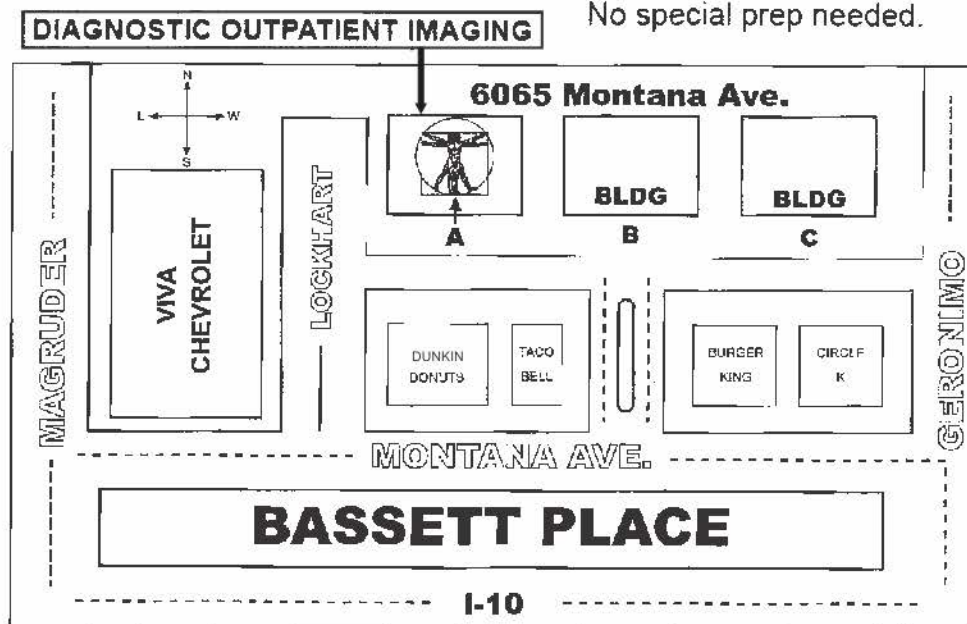 No special prep needed.
DIAGNOSTIC OUTPATIENT IMAGING
6065 Montana Ave.
N
L W
S
BLDG
BLDG
A
B
C
MAGRUDER
VIVA
CHEVROLET
LOCKHART
GERONIMO
DUNKIN
DONUTS
TACO
BELL
BURGER
KING
CIRCLE
K
MONTANA AVE.
BASSETT PLACE
I-10